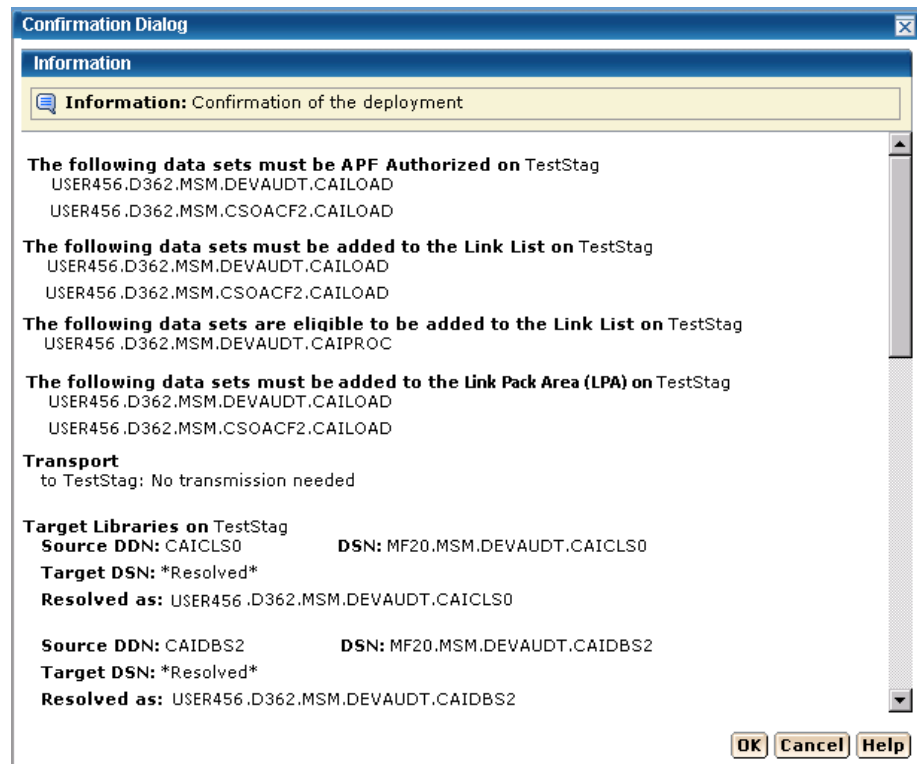 Confirmation Dialog
Information
Information: Confirmation of the deployment
The following data sets must be APF Authorized on TestStag
USER456.D362.MSM.DEVAUDT.CAILOAD
USER456.D362.MSM.CSOACF2.CAILOAD
The following data sets must be added to the Link List on TestStag
USER456.D362.MSM.DEVAUDT.CAILOAD
USER456.D362.MSM.CSOACF2.CAILOAD
The following data sets are eligible to be added to the Link List on TestStag
USER456 .D362.MSM.DEVAUDT.CAIPROC
The following data sets must be added to the Link Pack Area (LPA) on TestStag
USER456 .D362.MSM.DEVAUDT.CAILOAD
USER456 .D362.MSM.CSOACF2.CAILOAD
Transport
to TestStag: No transmission needed
Target Libraries on TestStag
Source DDN: CAICLS0 DSN: MF20.MSM.DEVAUDT.CAICLS0
Target DSN: *Resolved*
Resolved as: USER456 .D362.MSM.DEVAUDT.CAICLS0
Source DDN: CAIDBS2 DSN: MF20.MSM.DEVAUDT.CAIDBS2
Target DSN: *Resolved*
Resolved as: USER456.D362.MSM.DEVAUDT.CAIDBS2
OK Cancel Help